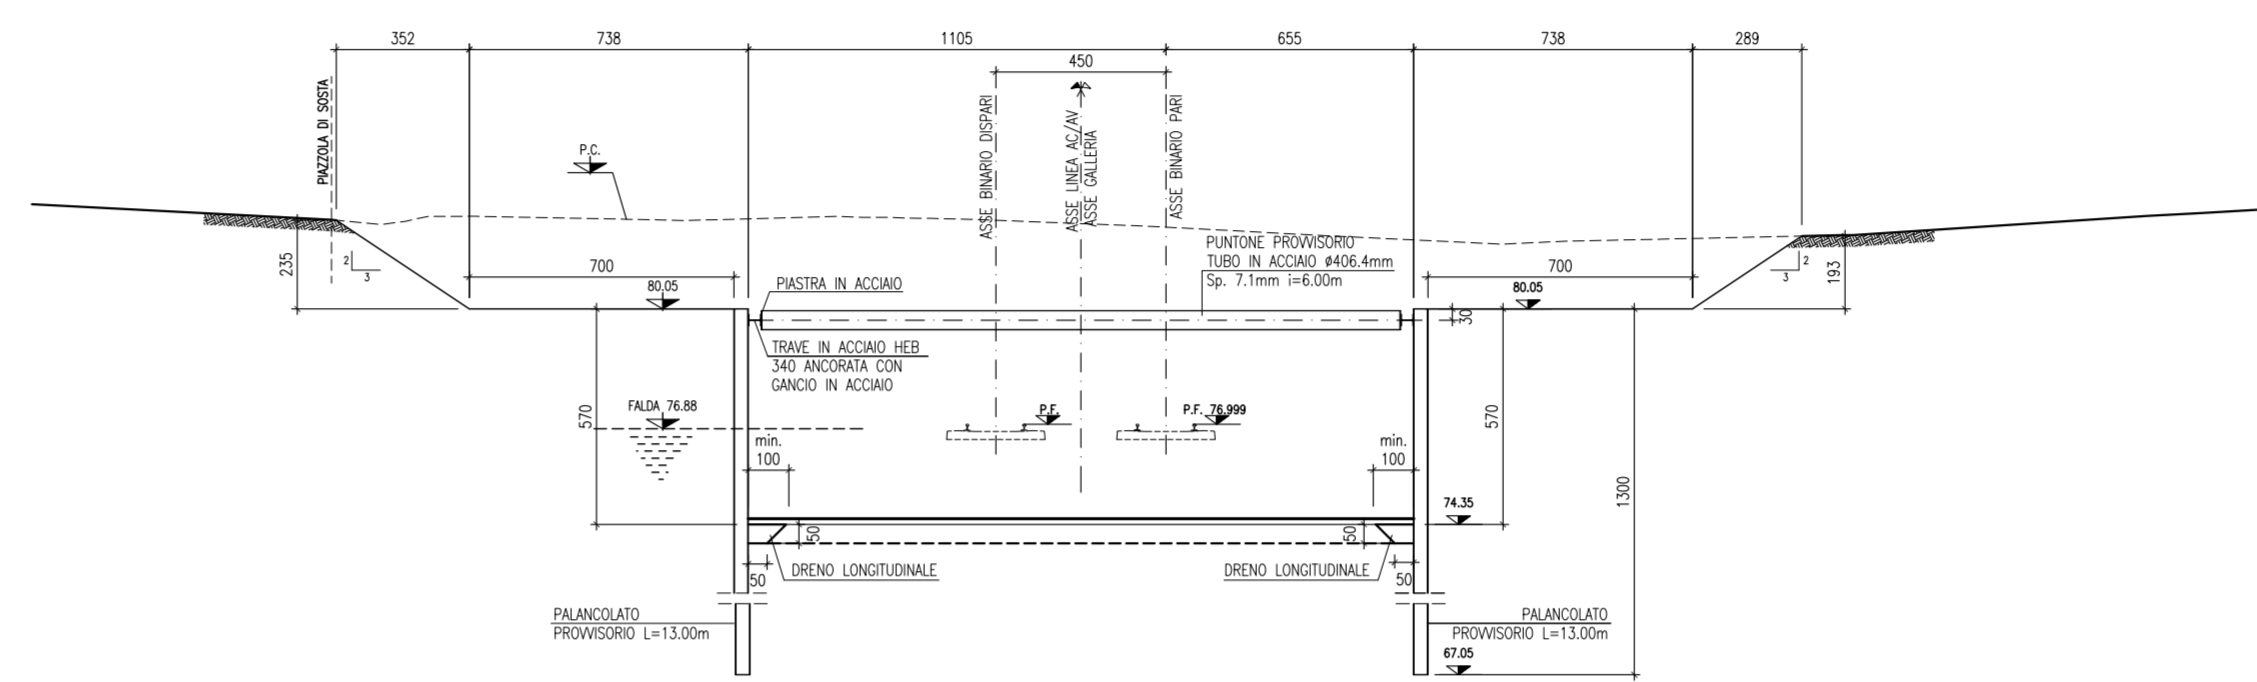 352
738
1105
655
738
289
450
PIAZZOLA DI SOSTA
P.C.
ASSE BINARIO DISPARI
ASSE LINEA AC/AV
ASSE GALLERIA
ASSE BINARIO PARI
235
2
3
700
80.05
PIASTRA IN ACCIAIO
PUNTONE PROVVISORIO
TUBO IN ACCIAIO ø406.4mm
Sp. 7.1mm i=6.00m
700
80.05
2
3
193
30
TRAVE IN ACCIAIO HEB
340 ANCORATA CON
GANCIO IN ACCIAIO
570
FALDA 76.88
P.F.
P.F. 76.999
570
min.
100
min.
100
1300
74.35
50
50
50
DRENO LONGITUDINALE
DRENO LONGITUDINALE
50
PALANCOLATO
PROVVISORIO L=13.00m
PALANCOLATO
PROVVISORIO L=13.00m
67.05